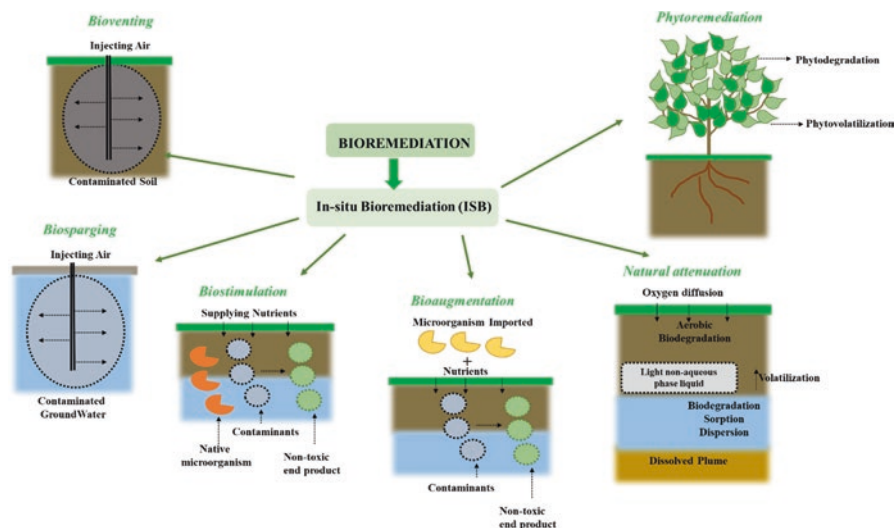 Bioventing
Injecting Air
Contaminated Soil
Phytoremediation
Phytodegradation
Phytovolatilization
BIOREMEDIATION
In-situ Bioremediation (ISB)
Biosparging
Injecting Air
Contaminated
GroundWater
Biostimulation
Supplying Nutrients
Contaminants
Native
microorganism
Non-toxic
end product
Bioaugmentation
Microorganism Imported
+
Nutrients
Contaminants
Non-toxic
end product
Natural attenuation
Oxygen diffusion
Aerobic
Biodegradation
Light non-aqueous
phase liquid
Volatilization
Biodegradation
Sorption
Dispersion
Dissolved Plume